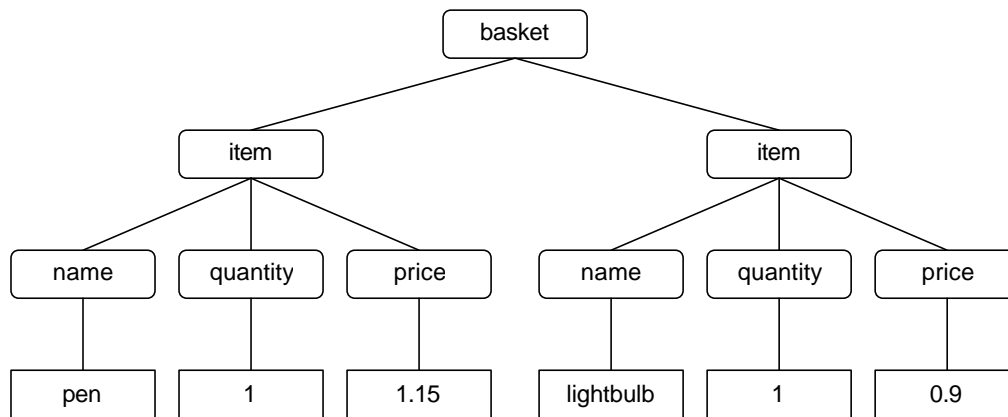 basket
item item
name quantity price name quantity price
pen 1 1.15 lightbulb 1 0.9